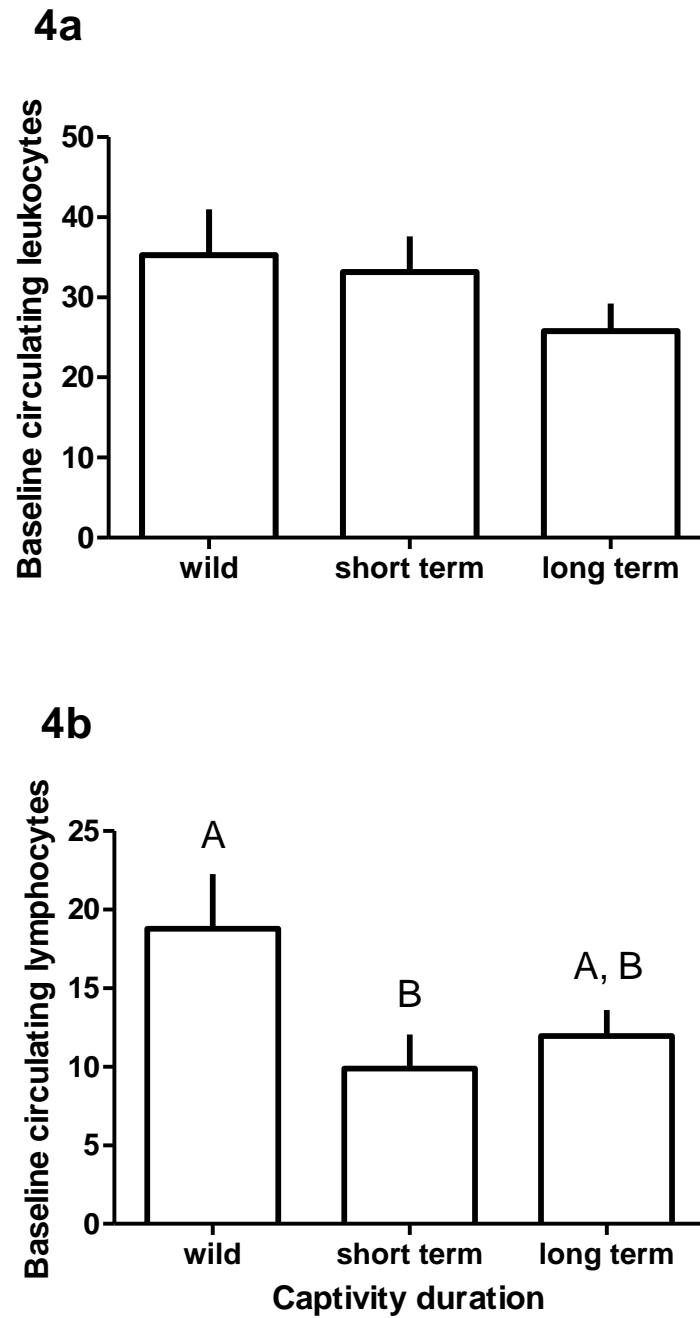 4a
Baseline circulating leukocytes
50
40
30
20
10
0
wild short term long term
4b
Baseline circulating lymphocytes
25
20
15
10
5
0
A
B
A, B
wild short term long term
Captivity duration